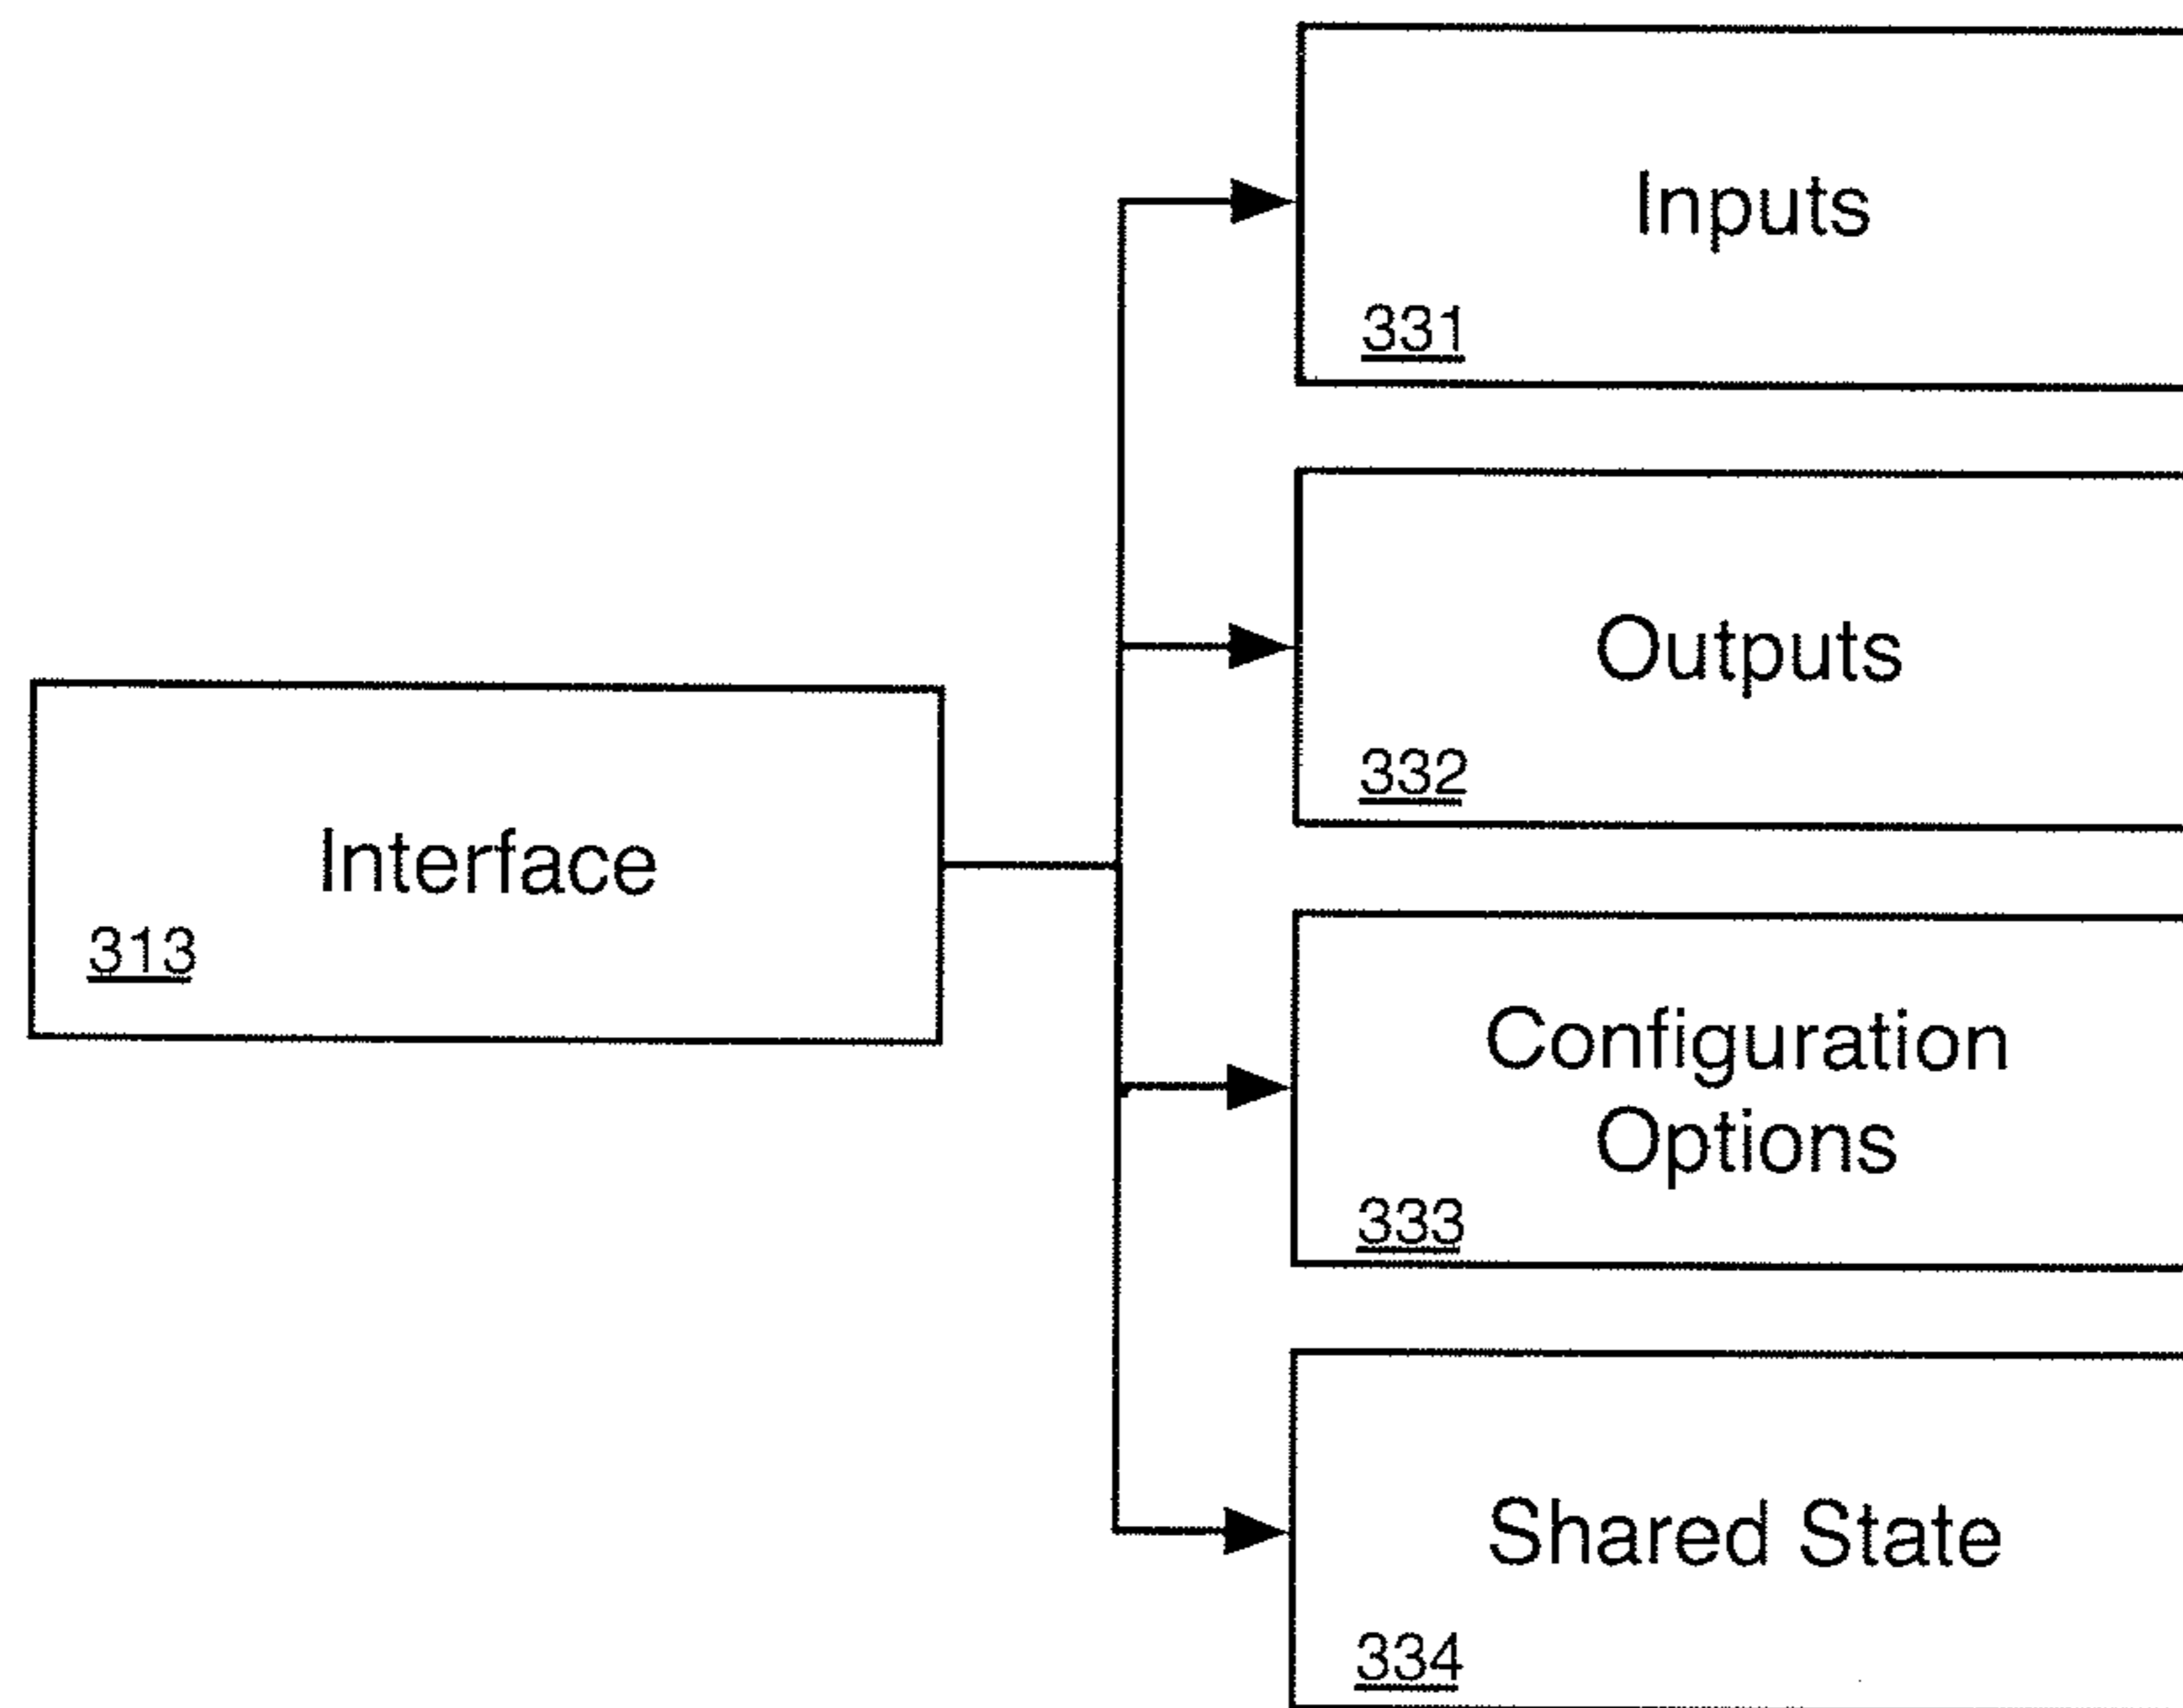 Inputs
331
Outputs
332
Interface
313
Configuration
Options
333
Shared State
334